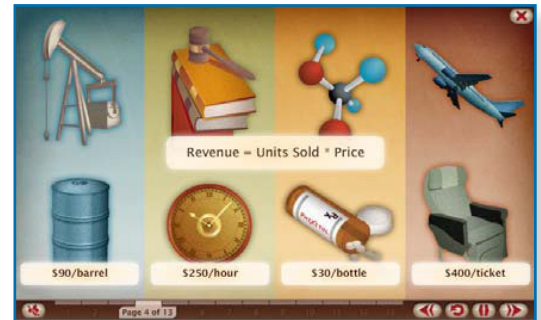 Revenue = Units Sold * Price
$90/barrel
$250/hour
$30/bottle
$400/ticket
Page 4 of 13